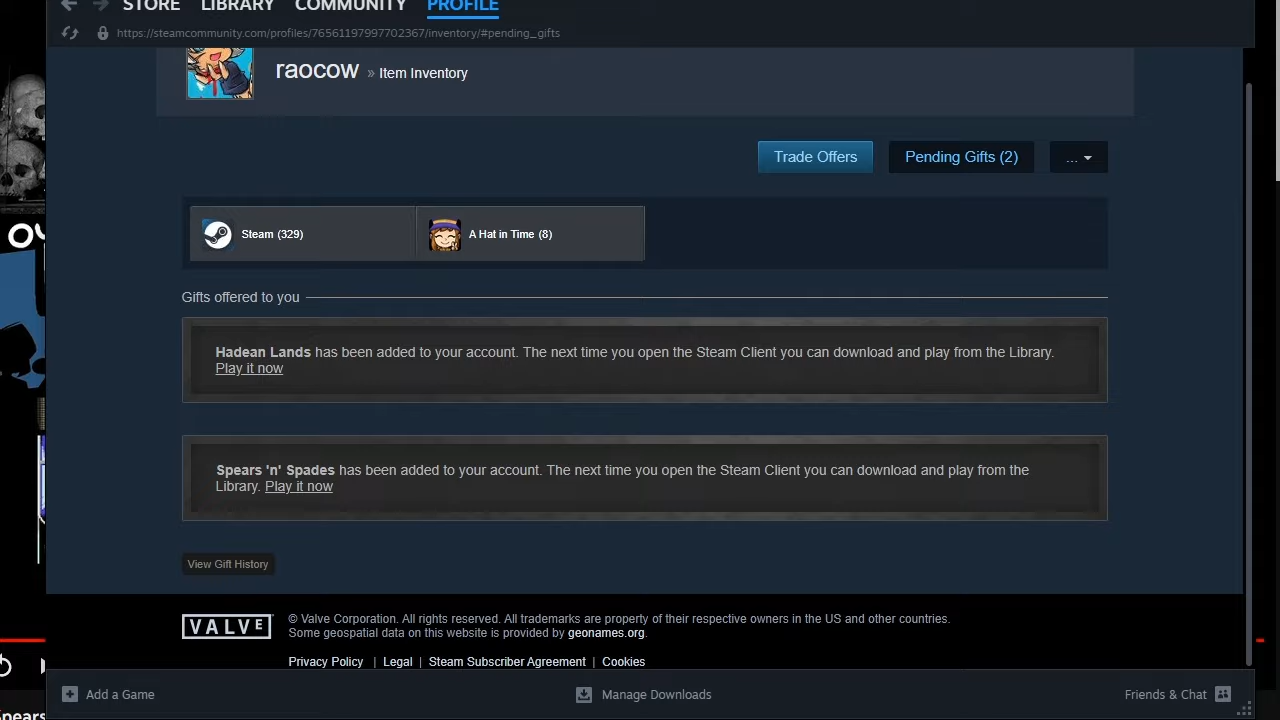 STORE LIBRARY COMMUNITY PROFILE
https://steamcommunity.com/profiles/76561197997702367/inventory/#pending_gifts
raocow » Item Inventory
Trade Offers Pending Gifts (2) ...
Steam (329) A Hat in Time (8)
Gifts offered to you
Hadean Lands has been added to your account. The next time you open the Steam Client you can download and play from the Library.
Play it now
Spears 'n' Spades has been added to your account. The next time you open the Steam Client you can download and play from the
Library. Play it now
View Gift History
VALVE
© Valve Corporation. All rights reserved. All trademarks are property of their respective owners in the US and other countries.
Some geospatial data on this website is provided by geonames.org.
Privacy Policy | Legal | Steam Subscriber Agreement | Cookies
Add a Game Manage Downloads Friends & Chat
Spears